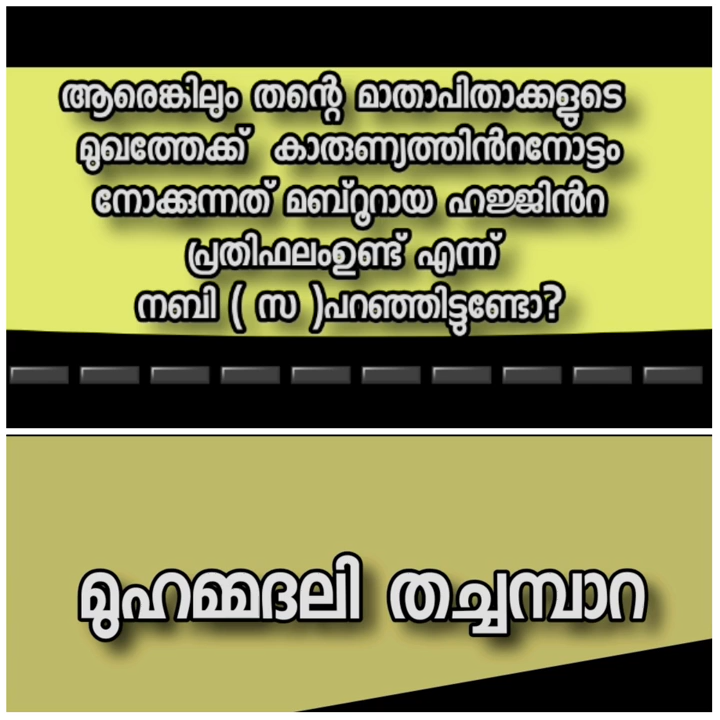 ആരെങ്കിലും തന്റെ മാതാപിതാക്കളുടെ
മുഖത്തേക്ക് കാരുണ്യത്തിൻറനോട്ടം
നോക്കുന്നത് മബ്റൂറായ ഹജ്ജിൻറ
പ്രതിഫലംഉണ്ട് എന്ന്
നബി ( സ )പറഞ്ഞിട്ടുണ്ടോ?
മുഹമ്മദലി തച്ചമ്പാറ